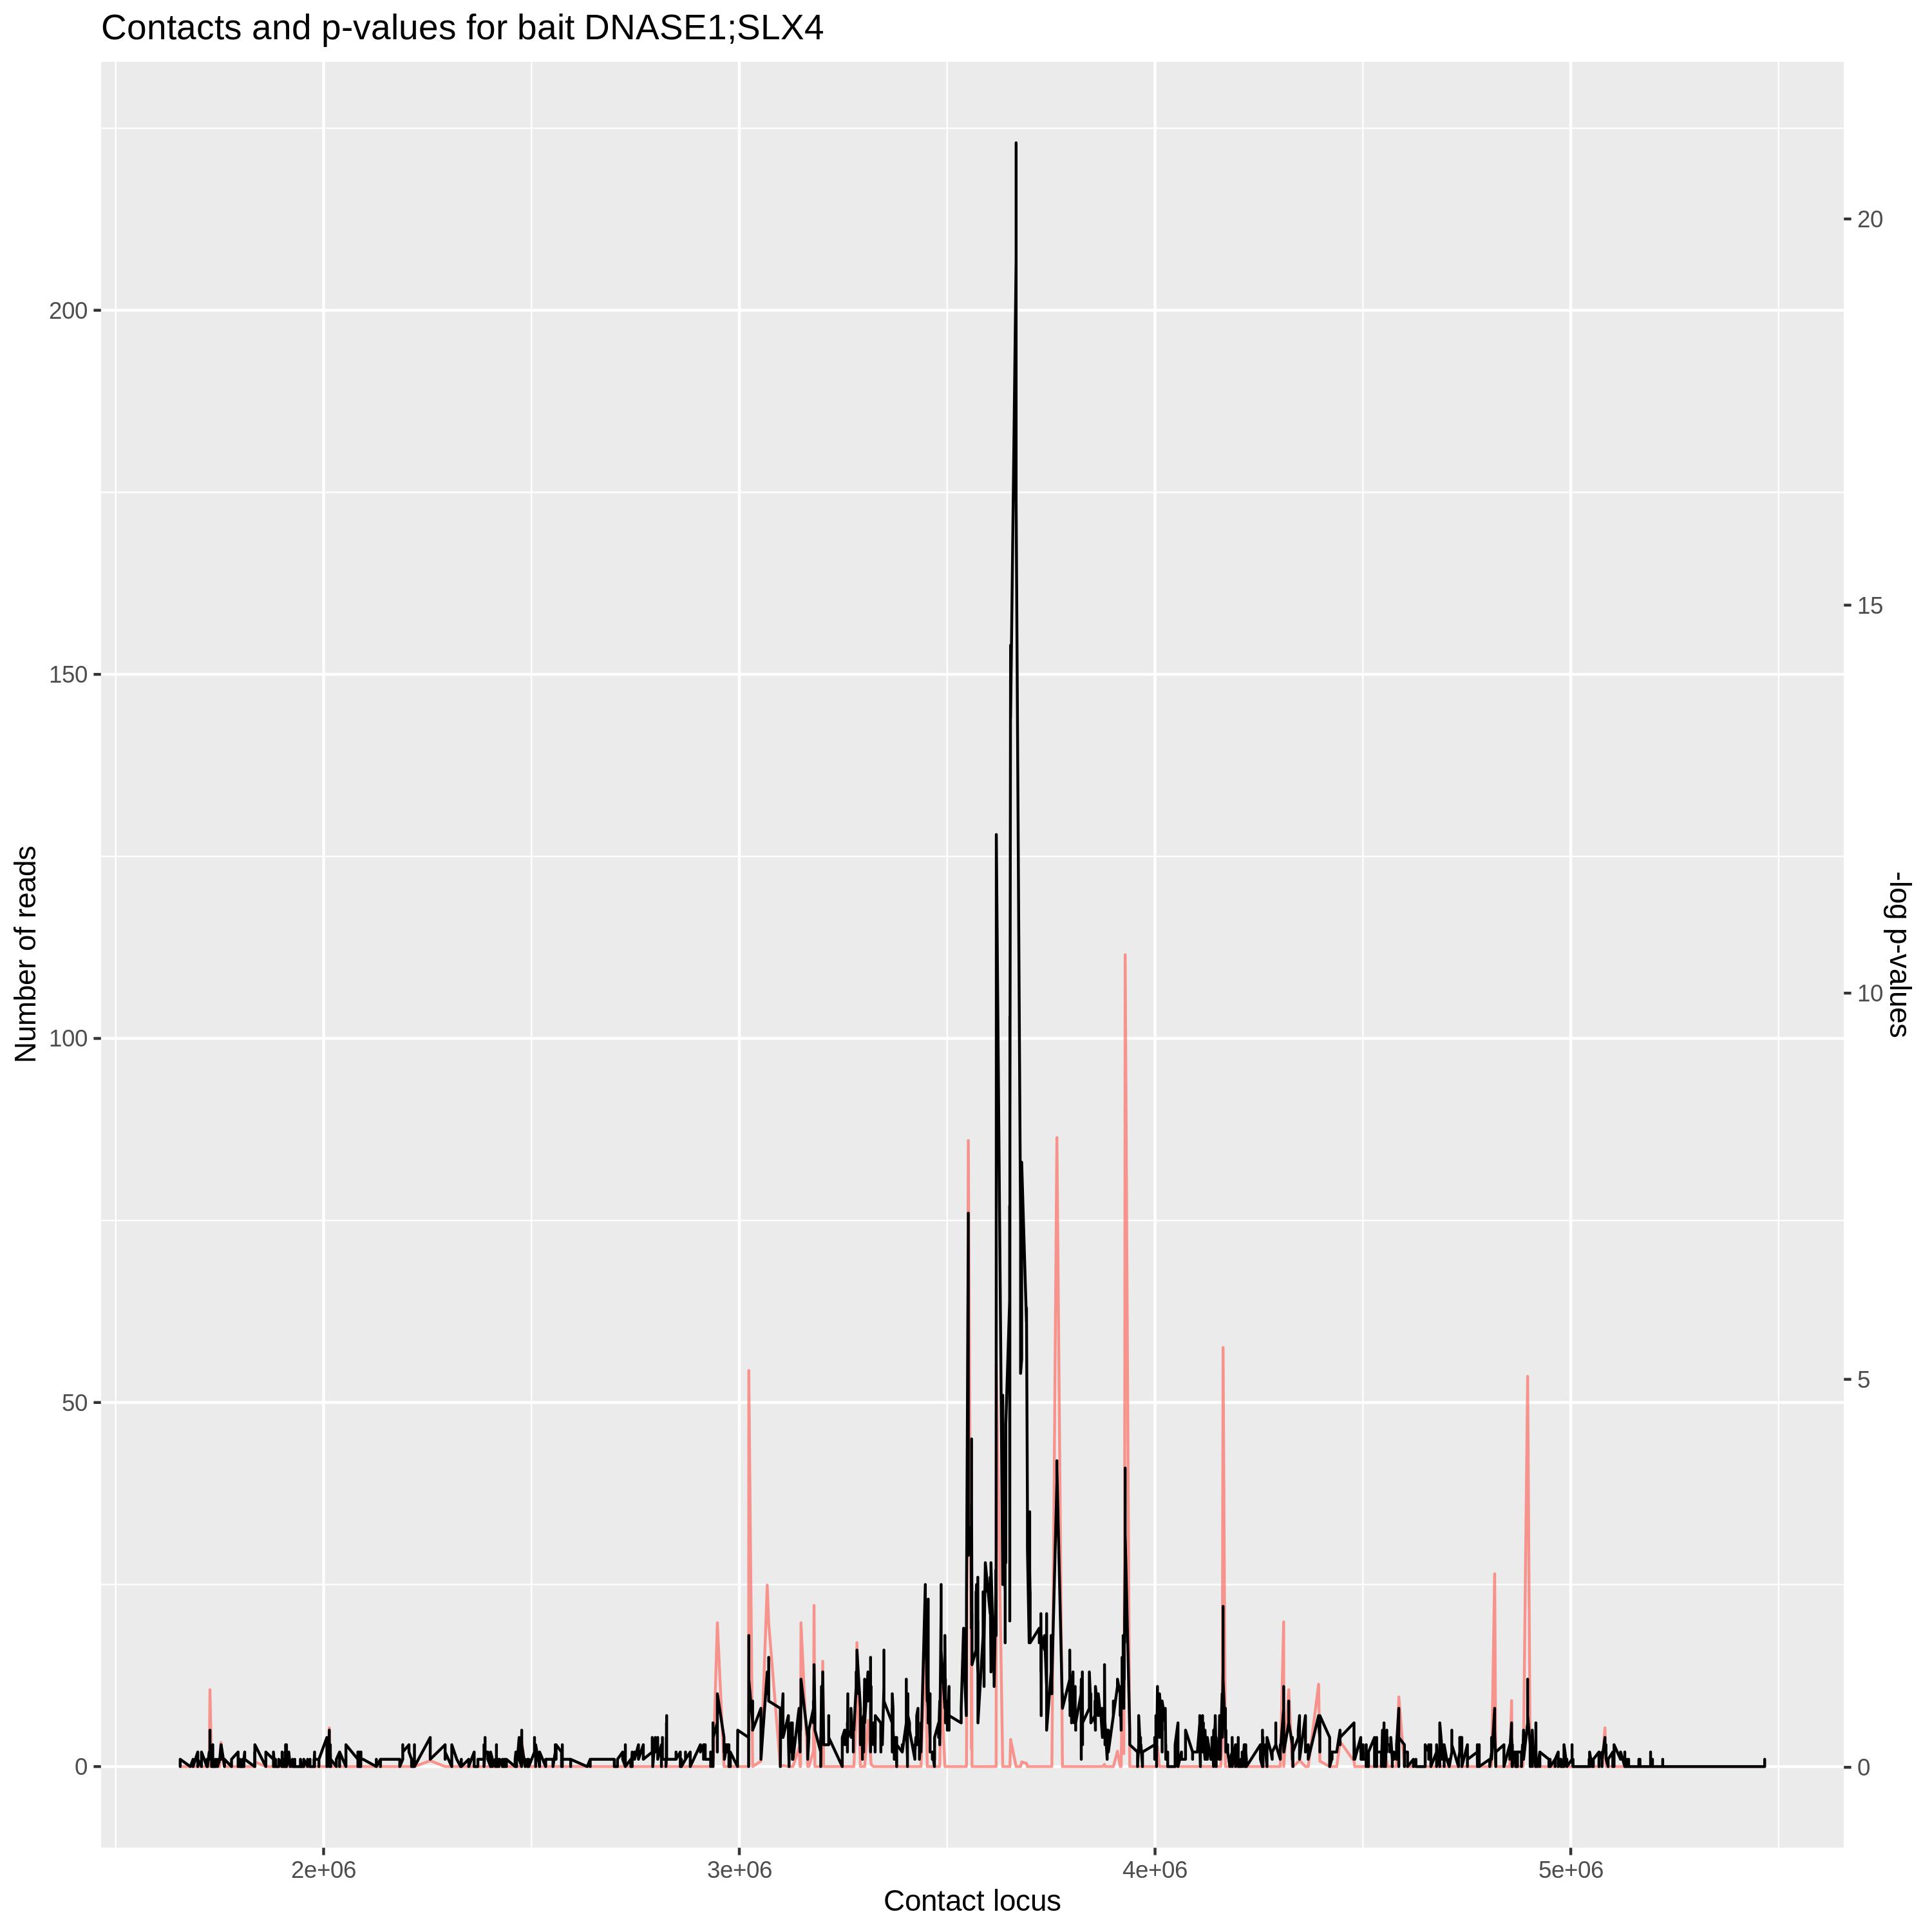 Contacts and p-values for bait DNASE1;SLX4
Number of reads
200
150
100
50
0
20
15
10
5
0
-log p-values
2e+06
3e+06
4e+06
5e+06
Contact locus